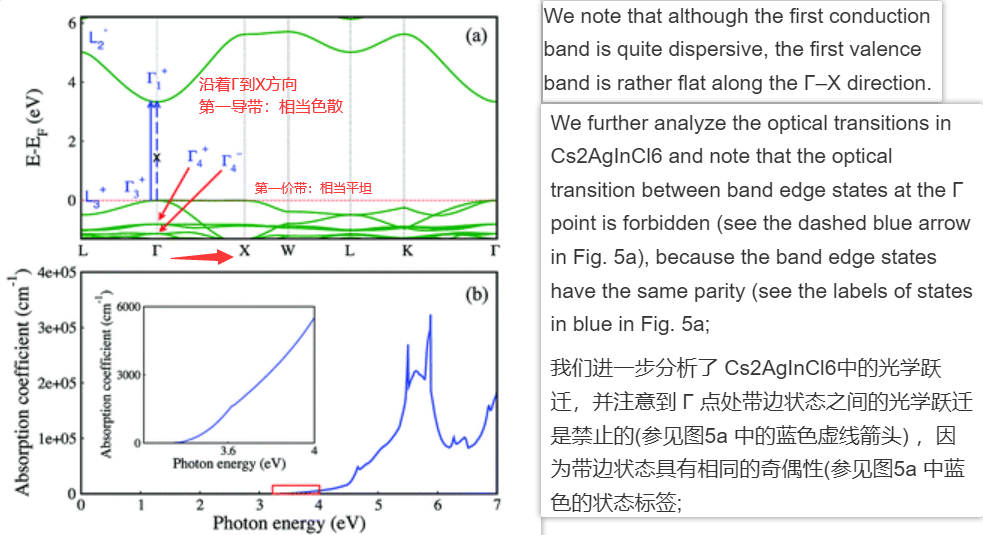 6
4
2
0
E-E_F (eV)
(a)
L2-
Γ1+
沿着Γ到X方向
第一导带：相当色散
X
Γ4+
Γ4-
Γ3+
L3+
第一价带：相当平坦
L Γ X W L K Γ
(b)
Absorption coefficient (cm-1)
4e+05
3e+05
2e+05
1e+05
0
Absorption coefficient (cm-1)
6000
3000
0
3.6 4
Photon energy (eV)
0 1 2 3 4 5 6 7
Photon energy (eV)
We note that although the first conduction
band is quite dispersive, the first valence
band is rather flat along the Γ–X direction.
We further analyze the optical transitions in
Cs2AgInCl6 and note that the optical
transition between band edge states at the Γ
point is forbidden (see the dashed blue arrow
in Fig. 5a), because the band edge states
have the same parity (see the labels of states
in blue in Fig. 5a;
我们进一步分析了 Cs2AgInCl6中的光学跃
迁，并注意到 Γ 点处带边状态之间的光学跃迁
是禁止的(参见图5a 中的蓝色虚线箭头) ，因
为带边状态具有相同的奇偶性(参见图5a 中蓝
色的状态标签;